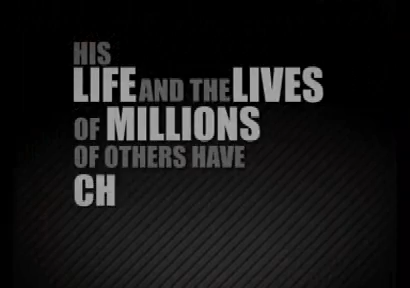 HIS
LIFE AND THE LIVES
OF MILLIONS
OF OTHERS HAVE
CH